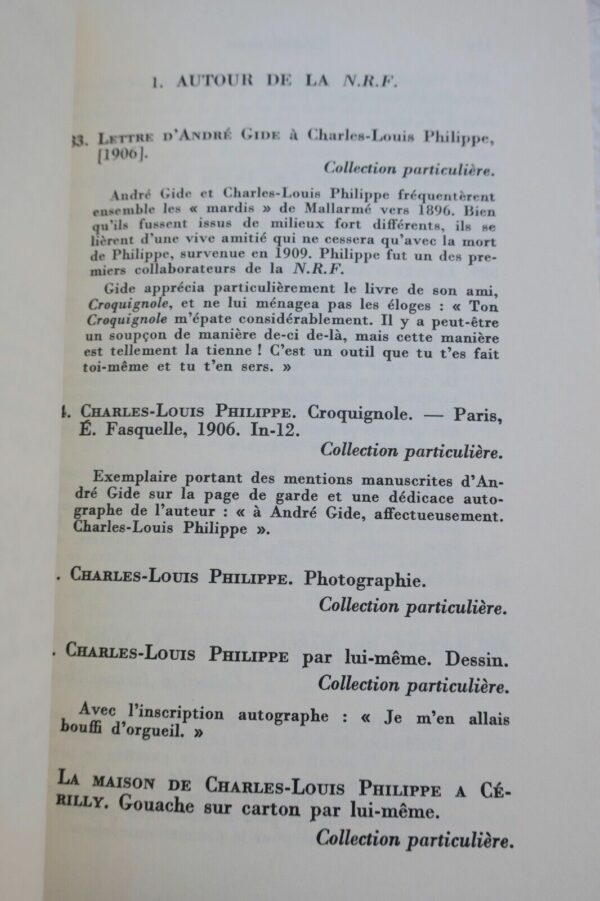 1. AUTOUR DE LA N.R.F.
33. LETTRE D'ANDRÉ GIDE à Charles-Louis Philippe,
[1906].
Collection particulière.
André Gide et Charles-Louis Philippe fréquentèrent
ensemble les « mardis » de Mallarmé vers 1896. Bien
qu'ils fussent issus de milieux fort différents, ils se
lièrent d'une vive amitié qui ne cessera qu'avec la mort
de Philippe, survenue en 1909. Philippe fut un des pre-
miers collaborateurs de la N.R.F.
Gide apprécia particulièrement le livre de son ami,
Croquignole, et ne lui ménagea pas les éloges : « Ton
Croquignole m'épate considérablement. Il y a peut-être
un soupçon de manière de-ci de-là, mais cette manière
est tellement la tienne ! C'est un outil que tu t'es fait
toi-même et tu t'en sers. »
4. CHARLES-LOUIS PHILIPPE. Croquignole. — Paris,
É. Fasquelle, 1906. In-12.
Collection particulière.
Exemplaire portant des mentions manuscrites d'An-
dré Gide sur la page de garde et une dédicace auto-
graphe de l'auteur : « à André Gide, affectueusement.
Charles-Louis Philippe ».
. CHARLES-LOUIS PHILIPPE. Photographie.
Collection particulière.
. CHARLES-LOUIS PHILIPPE par lui-même. Dessin.
Collection particulière.
Avec l'inscription autographe : « Je m'en allais
bouffi d'orgueil. »
LA MAISON DE CHARLES-LOUIS PHILIPPE A CÉ-
RILLY. Gouache sur carton par lui-même.
Collection particulière.